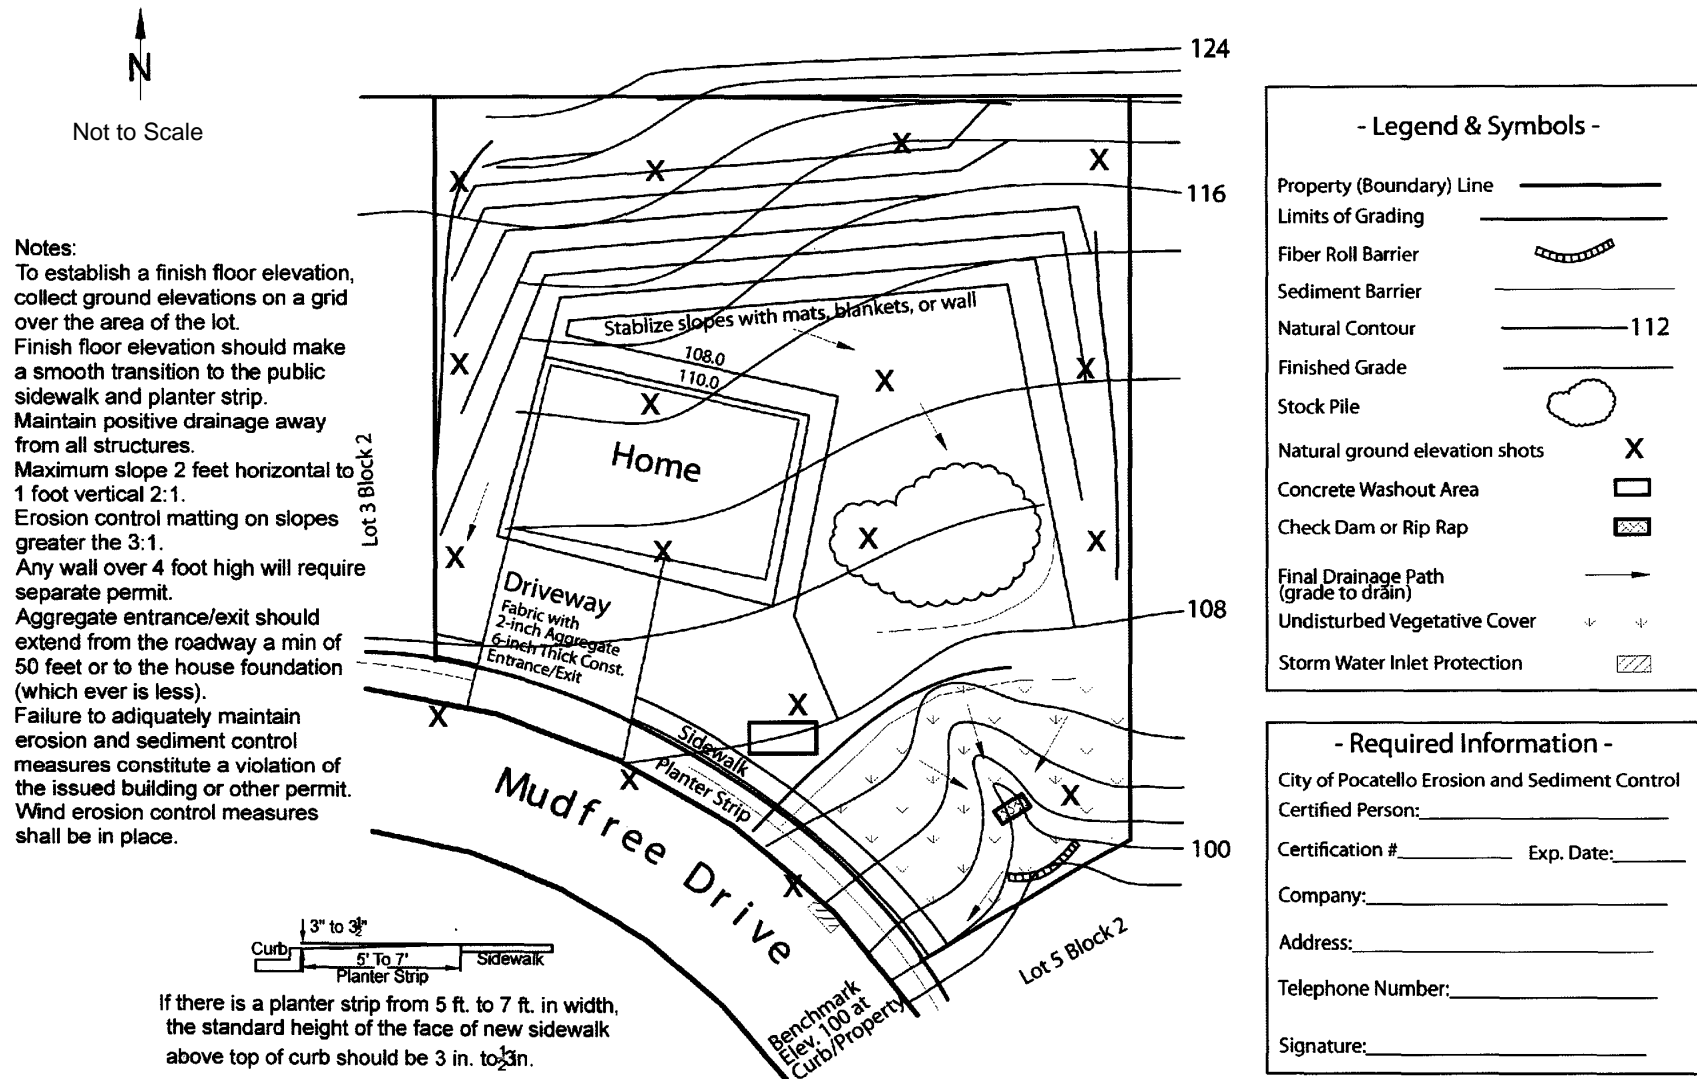 N
Not to Scale
Notes:
To establish a finish floor elevation,
collect ground elevations on a grid
over the area of the lot.
Finish floor elevation should make
a smooth transition to the public
sidewalk and planter strip.
Maintain positive drainage away
from all structures.
Maximum slope 2 feet horizontal to
1 foot vertical 2:1.
Erosion control matting on slopes
greater the 3:1.
Any wall over 4 foot high will require
separate permit.
Aggregate entrance/exit should
extend from the roadway a min of
50 feet or to the house foundation
(which ever is less).
Failure to adiquately maintain
erosion and sediment control
measures constitute a violation of
the issued building or other permit.
Wind erosion control measures
shall be in place.
Lot 3 Block 2
124
116
108
100
X
X
X
X
Stablize slopes with mats, blankets, or wall
108.0
110.0
X
X
X
X
Home
X
X
X
X
Driveway
Fabric with
2-inch Aggregate
6-inch Thick Const.
Entrance/Exit
X
X
X
X
X
Sidewalk
Planter Strip
Mudfree Drive
Lot 5 Block 2
Benchmark
Elev. 100 at
Curb/Property
3" to 3½"
Curb
5' To 7'
Planter Strip
Sidewalk
If there is a planter strip from 5 ft. to 7 ft. in width,
the standard height of the face of new sidewalk
above top of curb should be 3 in. to 3½in.
- Legend & Symbols -
Property (Boundary) Line
Limits of Grading
Fiber Roll Barrier
Sediment Barrier
Natural Contour 112
Finished Grade
Stock Pile
Natural ground elevation shots X
Concrete Washout Area
Check Dam or Rip Rap
Final Drainage Path
(grade to drain)
Undisturbed Vegetative Cover
Storm Water Inlet Protection
- Required Information -
City of Pocatello Erosion and Sediment Control
Certified Person:
Certification # Exp. Date:
Company:
Address:
Telephone Number:
Signature: